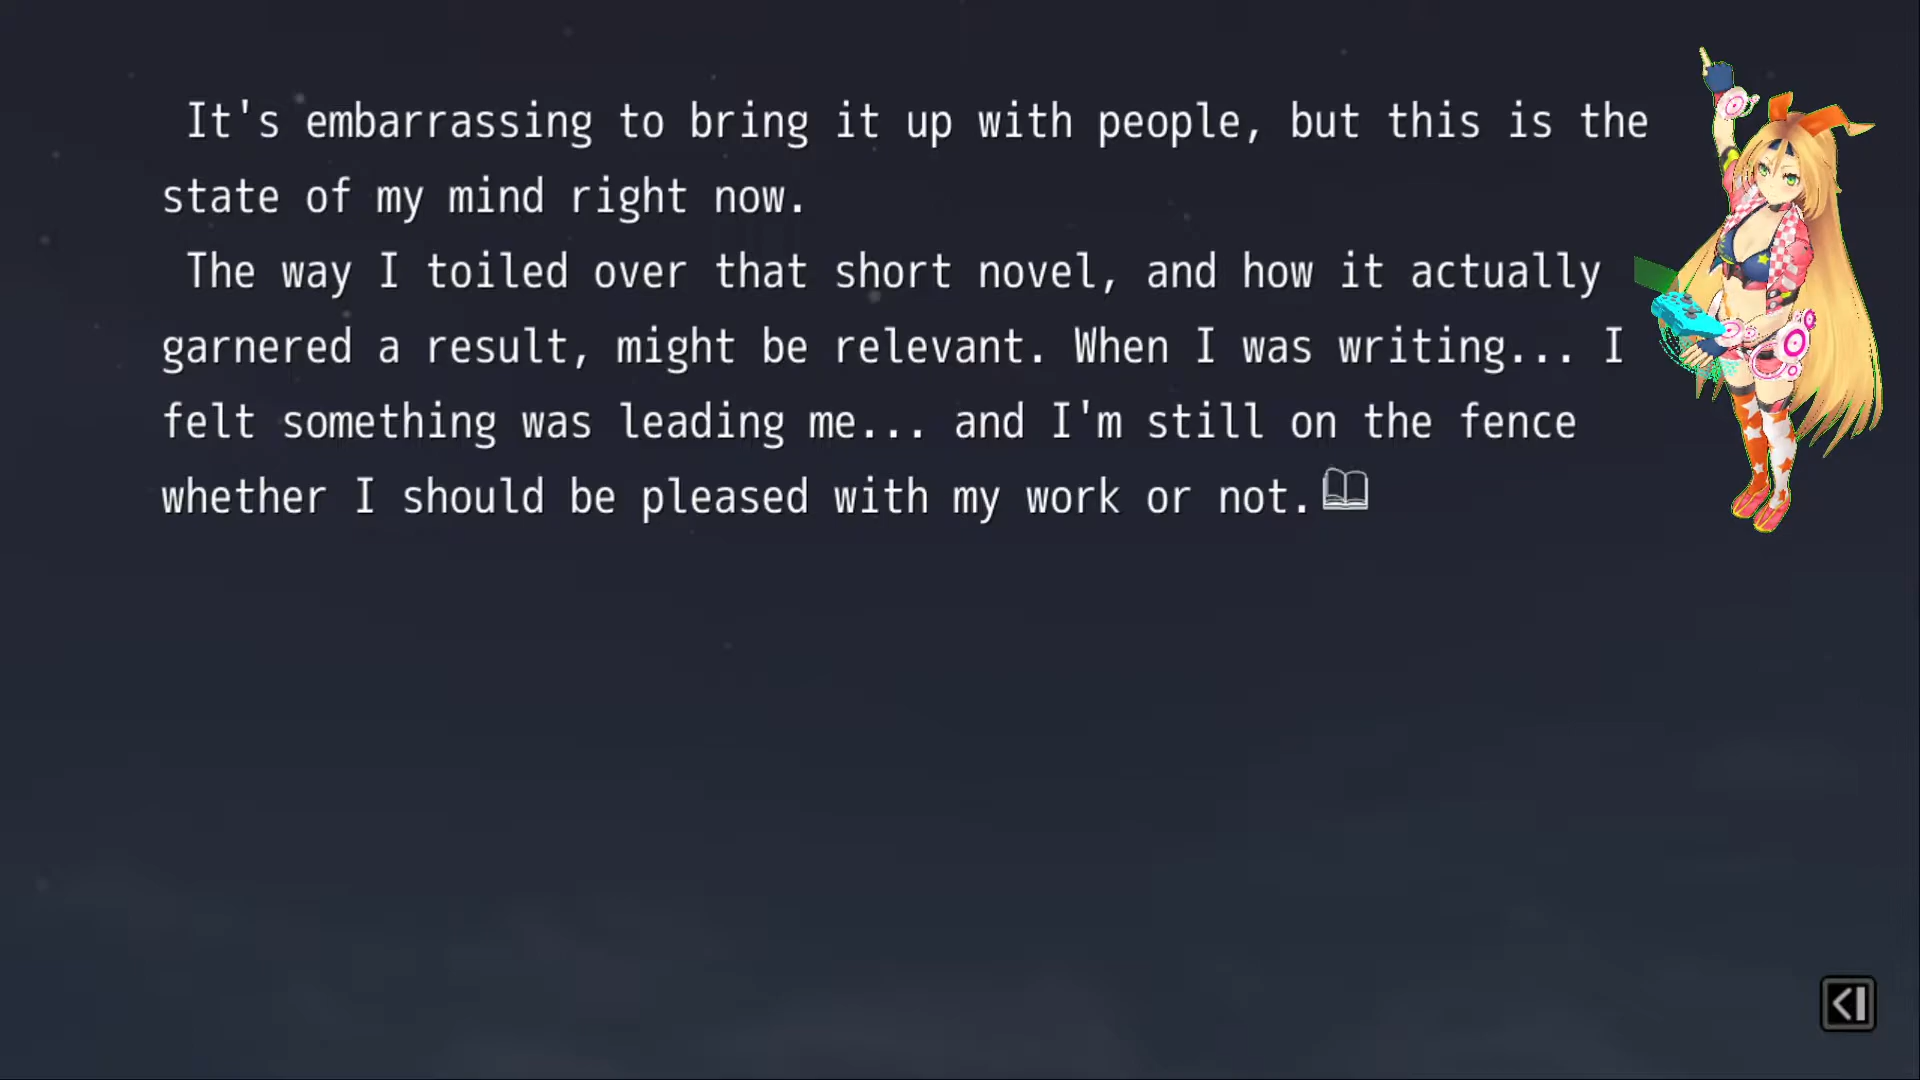 It's embarrassing to bring it up with people, but this is the
state of my mind right now.
The way I toiled over that short novel, and how it actually
garnered a result, might be relevant. When I was writing... I
felt something was leading me... and I'm still on the fence
whether I should be pleased with my work or not.